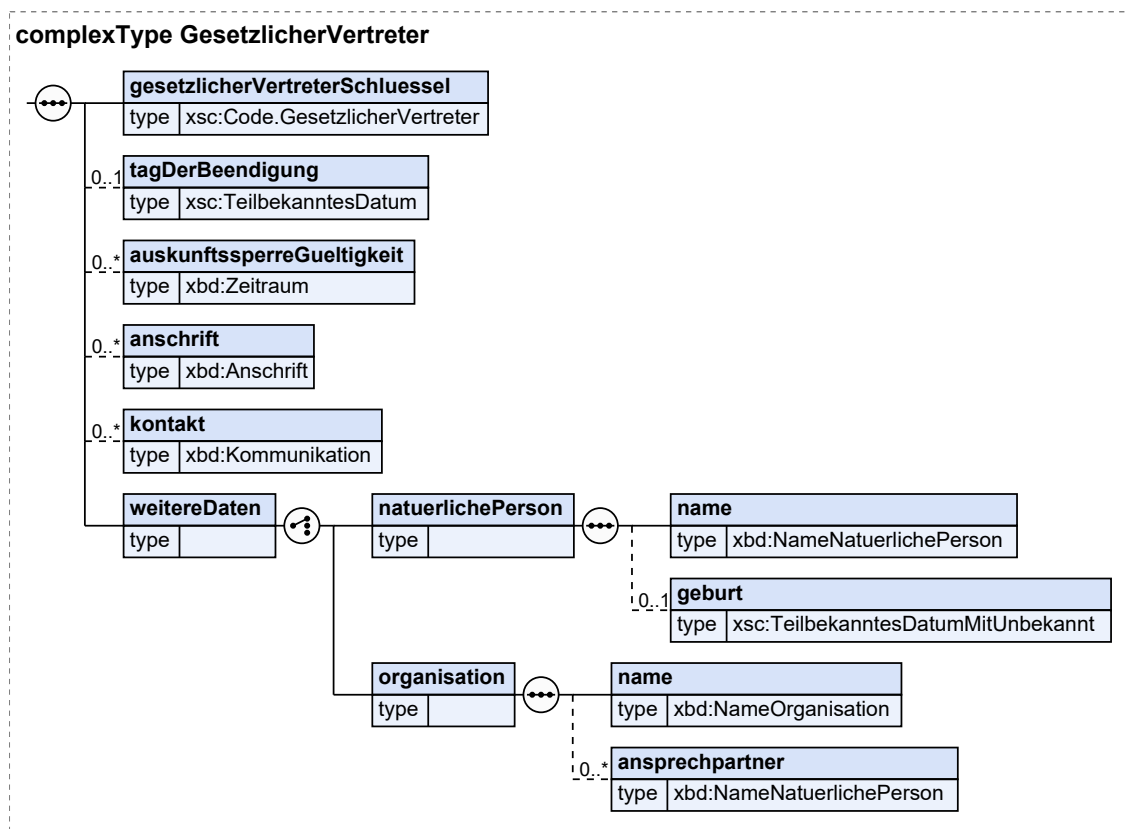 complexType GesetzlicherVertreter
gesetzlicherVertreterSchluessel
type xsc:Code.GesetzlicherVertreter
0..1 tagDerBeendigung
type xsc:TeilbekanntesDatum
0..* auskunftssperreGueltigkeit
type xbd:Zeitraum
0..* anschrift
type xbd:Anschrift
0..* kontakt
type xbd:Kommunikation
weitereDaten natuerlichePerson name
type type type xbd:NameNatuerlichePerson
0..1 geburt
type xsc:TeilbekanntesDatumMitUnbekannt
organisation name
type type xbd:NameOrganisation
0..* ansprechpartner
type xbd:NameNatuerlichePerson